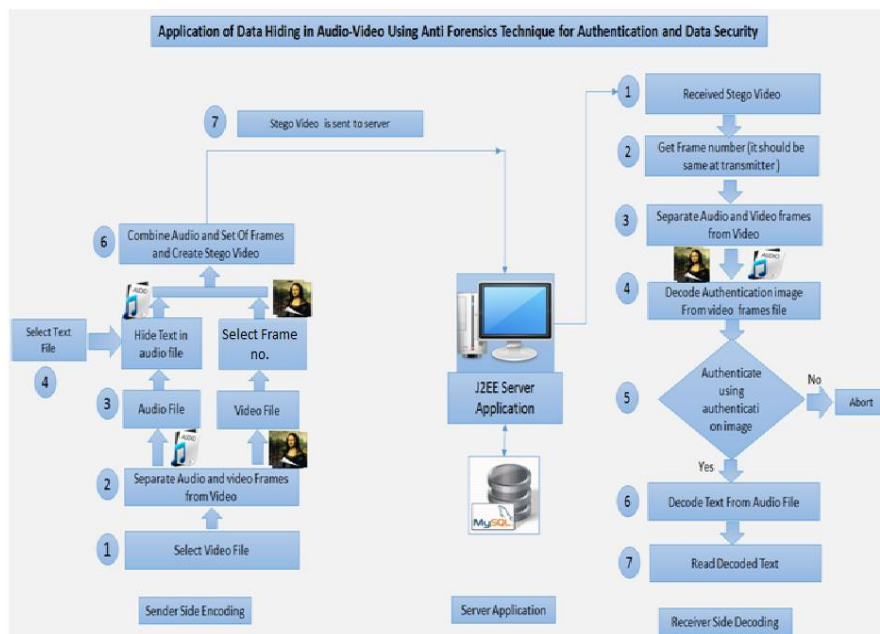 Application of Data Hiding in Audio-Video Using Anti Forensics Technique for Authentication and Data Security
7
Stego Video is sent to server
6
Combine Audio and Set Of Frames
and Create Stego Video
AUDIO
Select Text
File
4
Hide Text in
audio file
Select Frame
no.
3
Audio File
Video File
AUDIO
2
Separate Audio and video Frames
from Video
1
Select Video File
Sender Side Encoding
J2EE Server
Application
MySQL
Server Application
1
Received Stego Video
2
Get Frame number (it should be
same at transmitter )
3
Separate Audio and Video frames
from Video
AUDIO
4
Decode Authentication image
From video frames file
5
Authenticate
using
authenticati
on image
No
Abort
Yes
6
Decode Text From Audio File
7
Read Decoded Text
Receiver Side Decoding